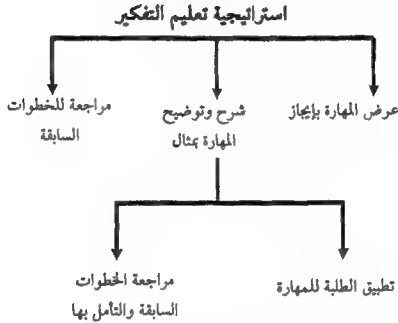 استراتيجية تعليم التفكير
عرض المهارة بإيجاز
شرح وتوضيح
المهارة بمثال
مراجعة للخطوات
السابقة
تطبيق الطلبة للمهارة
مراجعة الخطوات
السابقة والتأمل بها